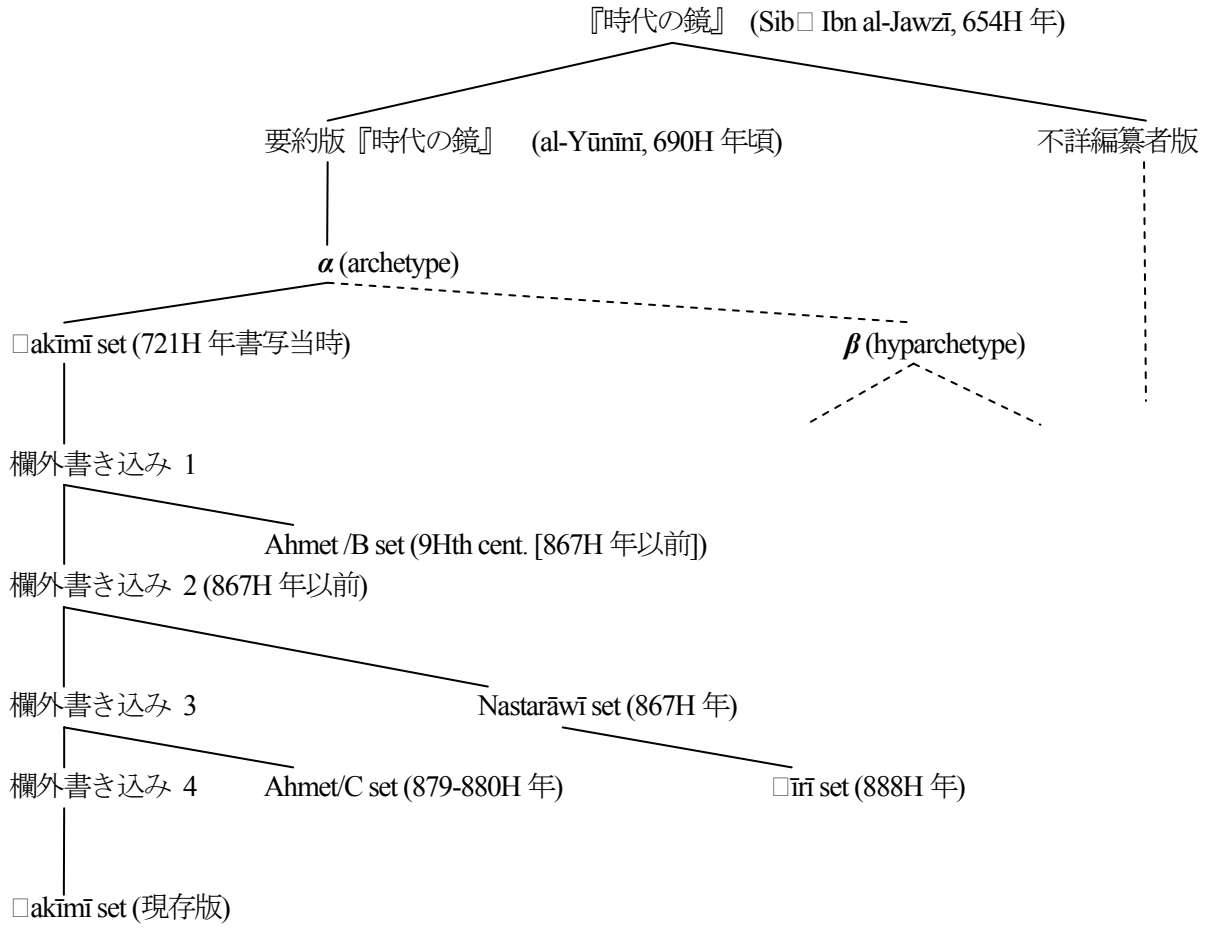 『時代の鏡』 (Sib□ Ibn al-Jawzī, 654H 年)
要約版『時代の鏡』 (al-Yūnīnī, 690H 年頃) 不詳編纂者版
α (archetype)
□akīmī set (721H 年書写当時) β (hyparchetype)
欄外書き込み 1
Ahmet /B set (9Hth cent. [867H 年以前])
欄外書き込み 2 (867H 年以前)
欄外書き込み 3 Nastarāwī set (867H 年)
欄外書き込み 4 Ahmet/C set (879-880H 年) □īrī set (888H 年)
□akīmī set (現存版)